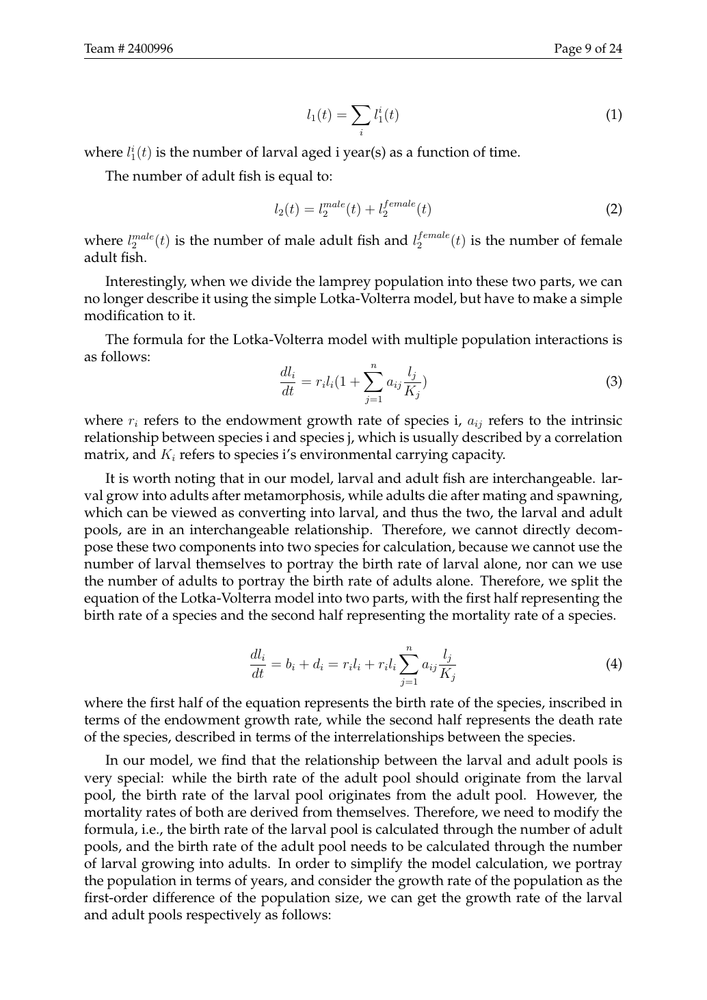 Team # 2400996 Page 9 of 24
l_1(t) = \sum_i l_1^i(t) (1)
where l_1^i(t) is the number of larval aged i year(s) as a function of time.
The number of adult fish is equal to:
l_2(t) = l_2^{male}(t) + l_2^{female}(t) (2)
where l_2^{male}(t) is the number of male adult fish and l_2^{female}(t) is the number of female
adult fish.
Interestingly, when we divide the lamprey population into these two parts, we can
no longer describe it using the simple Lotka-Volterra model, but have to make a simple
modification to it.
The formula for the Lotka-Volterra model with multiple population interactions is
as follows:
\frac{dl_i}{dt} = r_i l_i (1 + \sum_{j=1}^{n} a_{ij} \frac{l_j}{K_j}) (3)
where r_i refers to the endowment growth rate of species i, a_{ij} refers to the intrinsic
relationship between species i and species j, which is usually described by a correlation
matrix, and K_i refers to species i's environmental carrying capacity.
It is worth noting that in our model, larval and adult fish are interchangeable. lar-
val grow into adults after metamorphosis, while adults die after mating and spawning,
which can be viewed as converting into larval, and thus the two, the larval and adult
pools, are in an interchangeable relationship. Therefore, we cannot directly decom-
pose these two components into two species for calculation, because we cannot use the
number of larval themselves to portray the birth rate of larval alone, nor can we use
the number of adults to portray the birth rate of adults alone. Therefore, we split the
equation of the Lotka-Volterra model into two parts, with the first half representing the
birth rate of a species and the second half representing the mortality rate of a species.
\frac{dl_i}{dt} = b_i + d_i = r_i l_i + r_i l_i \sum_{j=1}^{n} a_{ij} \frac{l_j}{K_j} (4)
where the first half of the equation represents the birth rate of the species, inscribed in
terms of the endowment growth rate, while the second half represents the death rate
of the species, described in terms of the interrelationships between the species.
In our model, we find that the relationship between the larval and adult pools is
very special: while the birth rate of the adult pool should originate from the larval
pool, the birth rate of the larval pool originates from the adult pool. However, the
mortality rates of both are derived from themselves. Therefore, we need to modify the
formula, i.e., the birth rate of the larval pool is calculated through the number of adult
pools, and the birth rate of the adult pool needs to be calculated through the number
of larval growing into adults. In order to simplify the model calculation, we portray
the population in terms of years, and consider the growth rate of the population as the
first-order difference of the population size, we can get the growth rate of the larval
and adult pools respectively as follows: